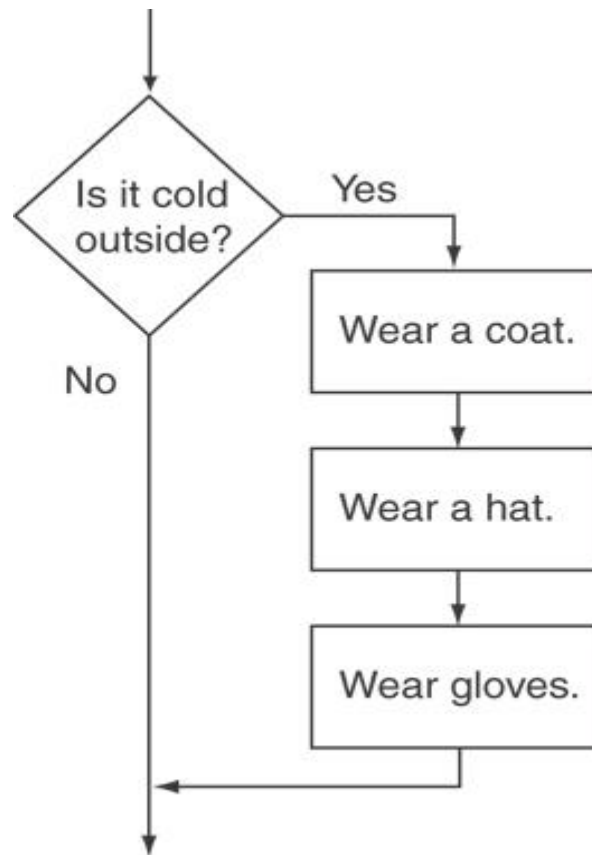 Is it cold
outside?
Yes
Wear a coat.
No
Wear a hat.
Wear gloves.